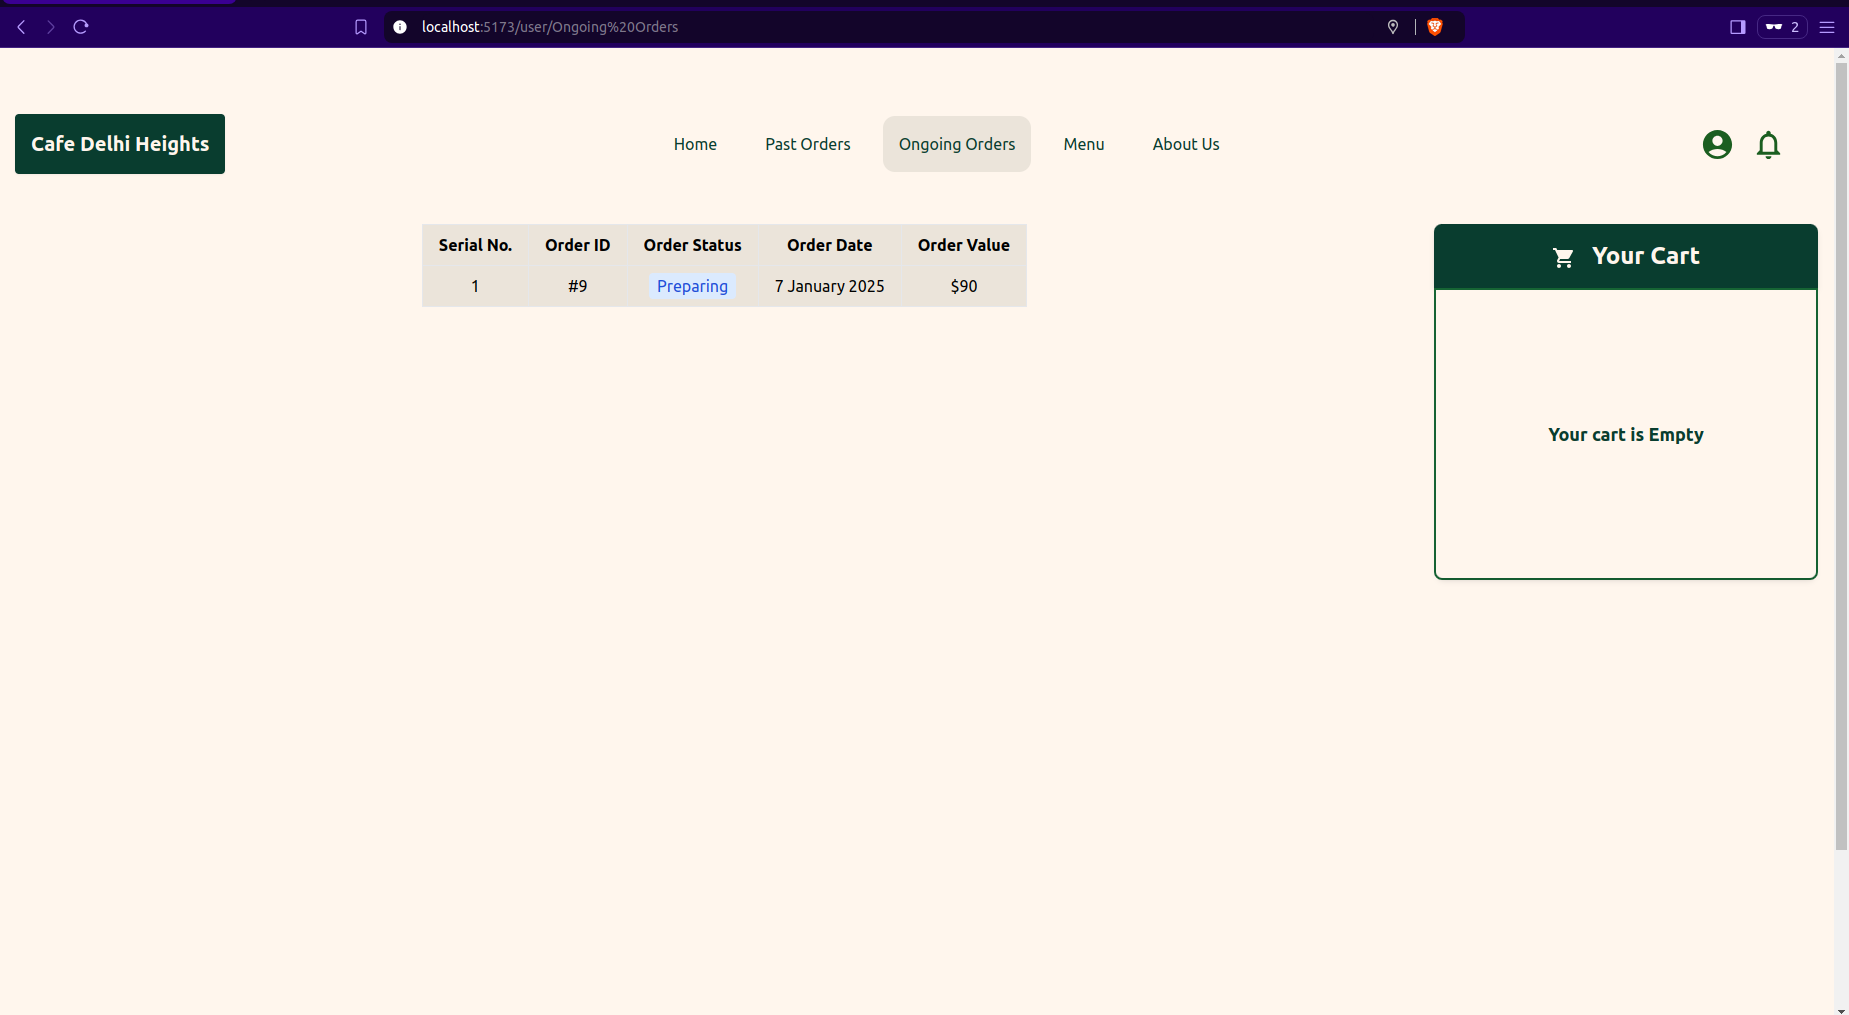 localhost:5173/user/Ongoing%20Orders
2
Cafe Delhi Heights
Home Past Orders Ongoing Orders Menu About Us
Serial No. Order ID Order Status Order Date Order Value
1 #9 Preparing 7 January 2025 $90
Your Cart
Your cart is Empty